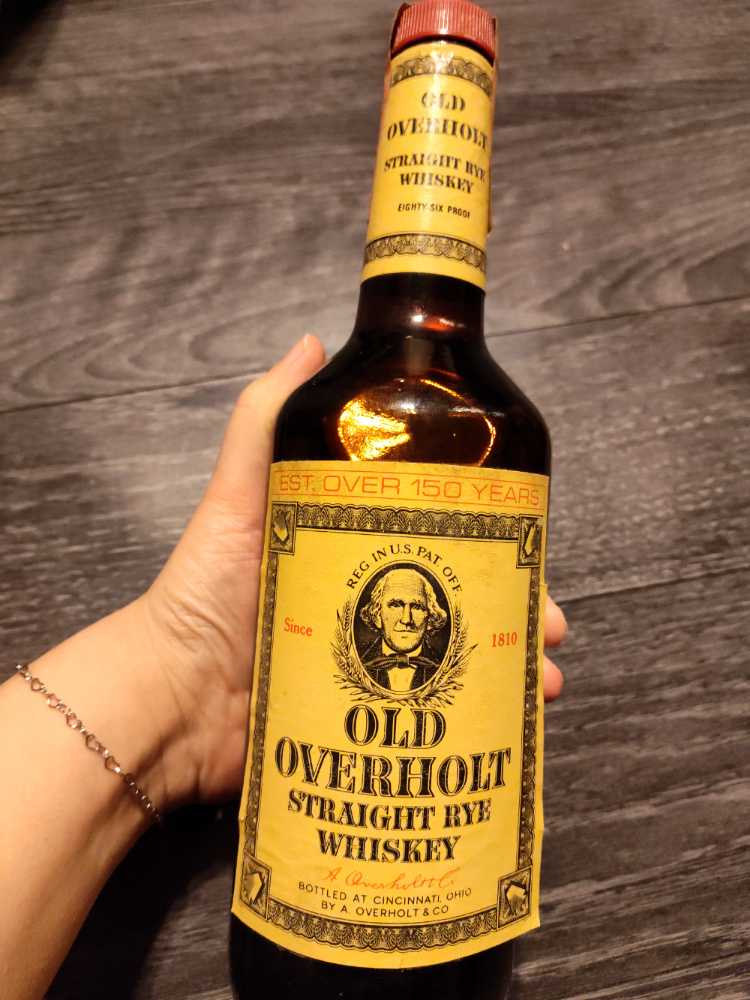 OLD
OVERHOLT
STRAIGHT RYE
WHISKEY
EIGHTY-SIX PROOF
EST. OVER 150 YEARS
REG IN U.S. PAT OFF.
Since 1810
OLD
OVERHOLT
STRAIGHT RYE
WHISKEY
A. Overholt & Co.
BOTTLED AT CINCINNATI, OHIO
BY A. OVERHOLT & CO